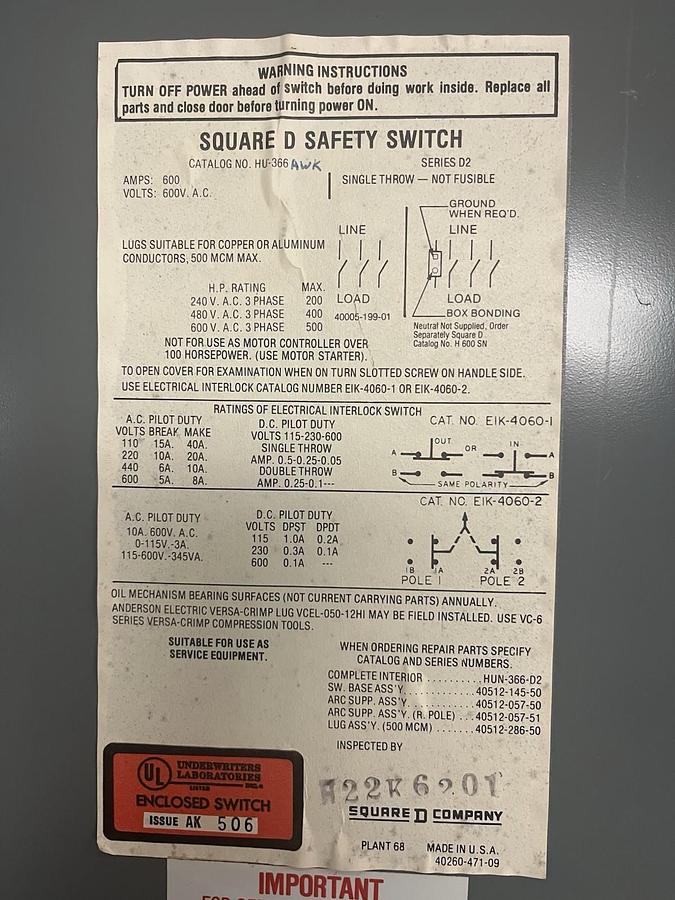 WARNING INSTRUCTIONS
TURN OFF POWER ahead of switch before doing work inside. Replace all
parts and close door before turning power ON.
SQUARE D SAFETY SWITCH
CATALOG NO. HU-366 AWK
SERIES D2
AMPS: 600
VOLTS: 600V. A.C.
SINGLE THROW — NOT FUSIBLE
GROUND
WHEN REQ'D.
LINE
LINE
LUGS SUITABLE FOR COPPER OR ALUMINUM
CONDUCTORS, 500 MCM MAX.
LOAD
LOAD
40005-199-01
BOX BONDING
Neutral Not Supplied, Order
Separately Square D
Catalog No. H 600 SN
H.P. RATING MAX.
240 V. A.C. 3 PHASE 200
480 V. A.C. 3 PHASE 400
600 V. A.C. 3 PHASE 500
NOT FOR USE AS MOTOR CONTROLLER OVER
100 HORSEPOWER. (USE MOTOR STARTER).
TO OPEN COVER FOR EXAMINATION WHEN ON TURN SLOTTED SCREW ON HANDLE SIDE.
USE ELECTRICAL INTERLOCK CATALOG NUMBER EIK-4060-1 OR EIK-4060-2.
RATINGS OF ELECTRICAL INTERLOCK SWITCH
A.C. PILOT DUTY
VOLTS BREAK MAKE
110 15A. 40A.
220 10A. 20A.
440 6A. 10A.
600 5A. 8A.
D.C. PILOT DUTY
VOLTS 115-230-600
SINGLE THROW
AMP. 0.5-0.25-0.05
DOUBLE THROW
AMP. 0.25-0.1---
CAT. NO. EIK-4060-1
OUT
OR
IN
A
A
B
B
SAME POLARITY
CAT. NO. EIK-4060-2
A.C. PILOT DUTY
10A. 600V. A.C.
0-115V.-3A.
115-600V.-345VA.
D.C. PILOT DUTY
VOLTS DPST DPDT
115 1.0A 0.2A
230 0.3A 0.1A
600 0.1A ---
1B 1A 2A 2B
POLE 1 POLE 2
OIL MECHANISM BEARING SURFACES (NOT CURRENT CARRYING PARTS) ANNUALLY.
ANDERSON ELECTRIC VERSA-CRIMP LUG VCEL-050-12HI MAY BE FIELD INSTALLED. USE VC-6
SERIES VERSA-CRIMP COMPRESSION TOOLS.
SUITABLE FOR USE AS
SERVICE EQUIPMENT.
WHEN ORDERING REPAIR PARTS SPECIFY
CATALOG AND SERIES NUMBERS.
COMPLETE INTERIOR .......... HUN-366-D2
SW. BASE ASS'Y. .......... 40512-145-50
ARC SUPP. ASS'Y. .......... 40512-057-50
ARC SUPP. ASS'Y. (R. POLE) ... 40512-057-51
LUG ASS'Y. (500 MCM) ....... 40512-286-50
INSPECTED BY
H22K6201
SQUARE D COMPANY
PLANT 68 MADE IN U.S.A.
40260-471-09
UL
UNDERWRITERS
LABORATORIES
INC.®
LISTED
ENCLOSED SWITCH
ISSUE AK 506
IMPORTANT